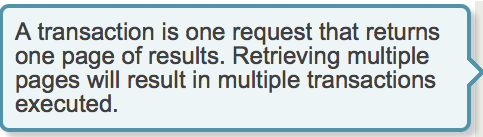 A transaction is one request that returns
one page of results. Retrieving multiple
pages will result in multiple transactions
executed.